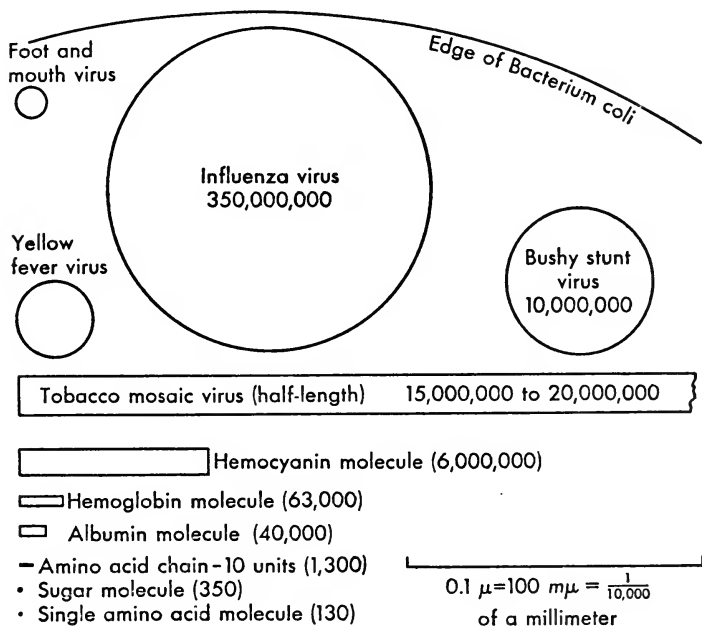 Foot and
mouth virus
Edge of Bacterium coli
Influenza virus
350,000,000
Yellow
fever virus
Bushy stunt
virus
10,000,000
Tobacco mosaic virus (half-length) 15,000,000 to 20,000,000
Hemocyanin molecule (6,000,000)
Hemoglobin molecule (63,000)
Albumin molecule (40,000)
Amino acid chain-10 units (1,300)
Sugar molecule (350)
Single amino acid molecule (130)
0.1 μ=100 mμ = 1/10,000
of a millimeter